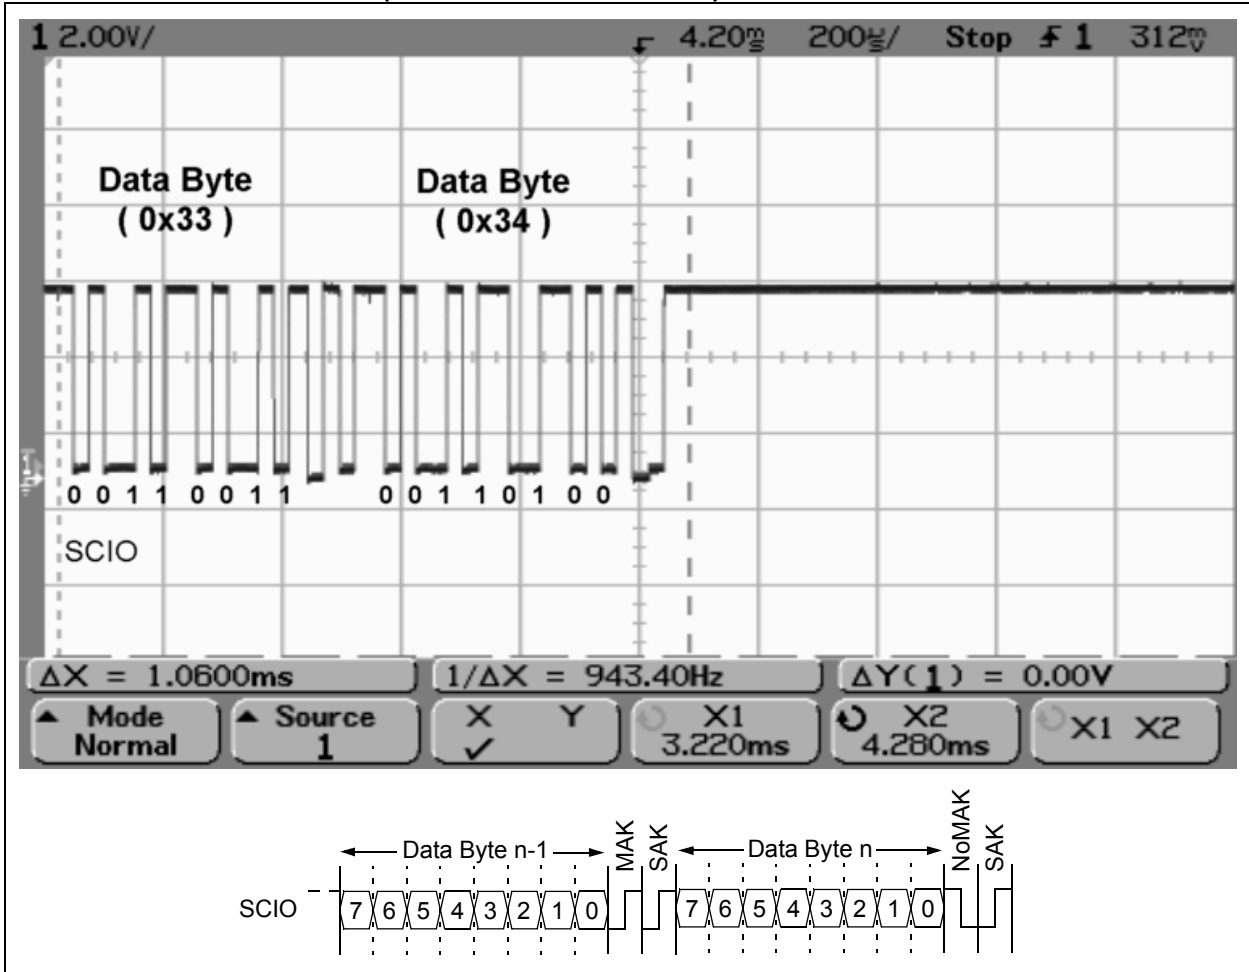 1 2.00V/ 4.20ms 200µs/ Stop 1 312mV
Data Byte Data Byte
( 0x33 ) ( 0x34 )
0 0 1 1 0 0 1 1 0 0 1 1 0 1 0 0
SCIO
ΔX = 1.0600ms 1/ΔX = 943.40Hz ΔY(1) = 0.00V
Mode Source X Y X1 X2 X1 X2
Normal 1 ✓ 3.220ms 4.280ms
Data Byte n-1 MAK SAK Data Byte n NoMAK SAK
SCIO 7 6 5 4 3 2 1 0 7 6 5 4 3 2 1 0